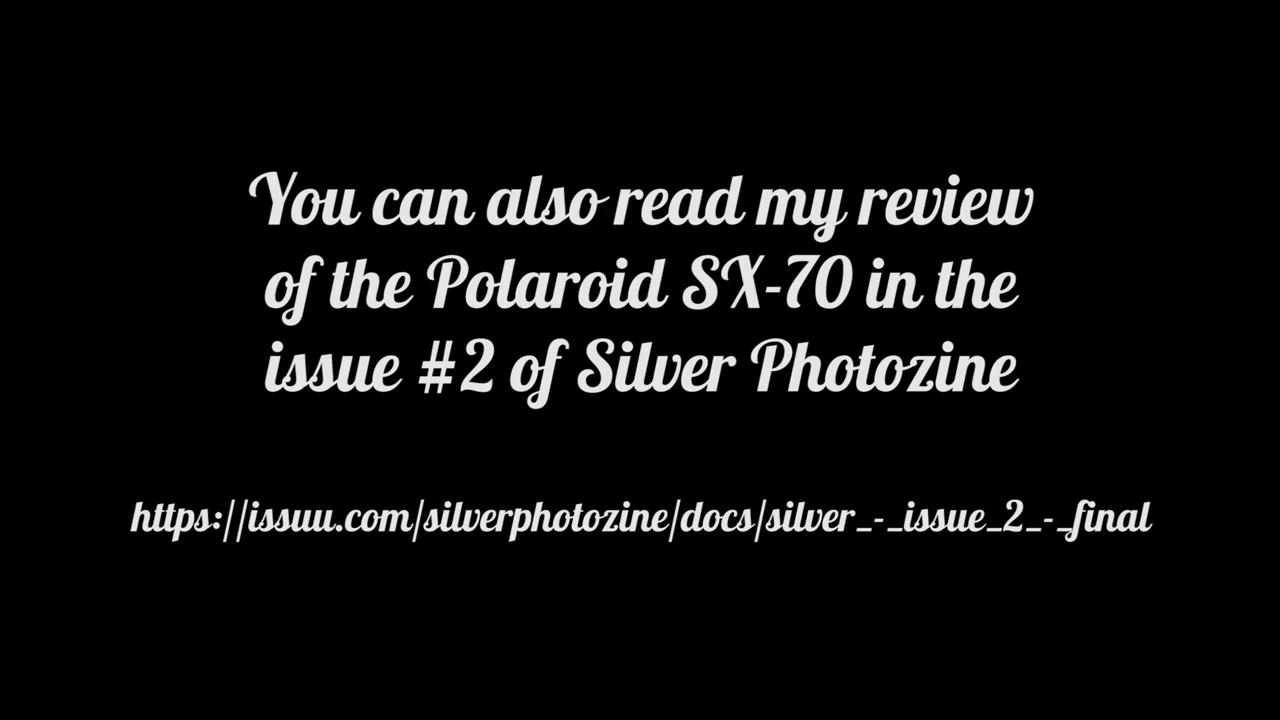 You can also read my review
of the Polaroid SX-70 in the
issue #2 of Silver Photozine
https://issuu.com/silverphotozine/docs/silver_-_issue_2_-_final